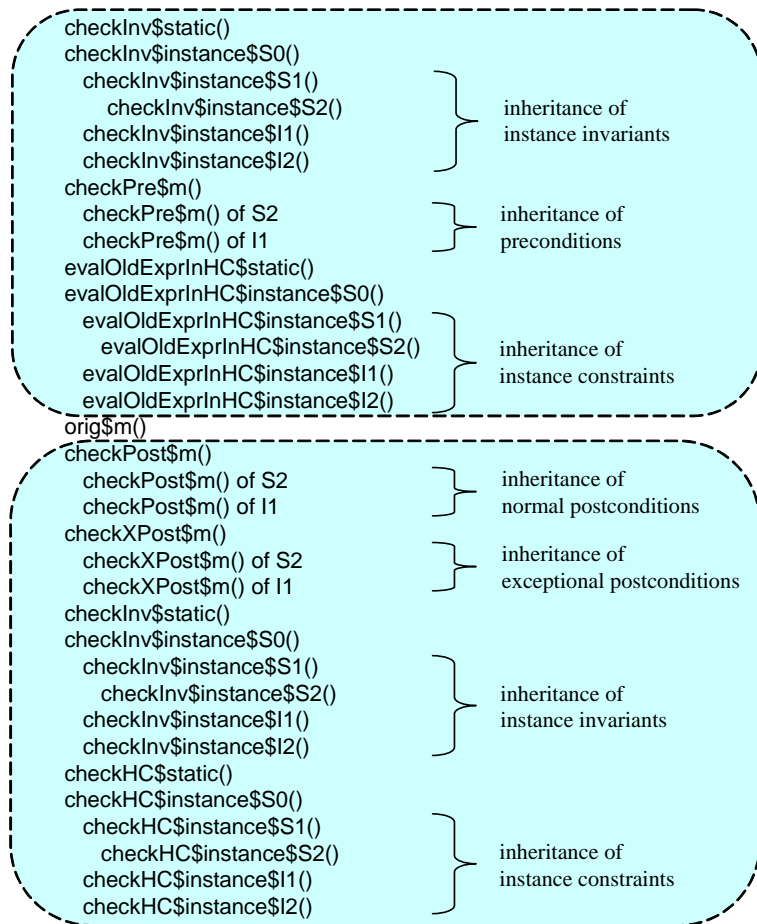 checkInv$static()
checkInv$instance$S0()
checkInv$instance$S1()
checkInv$instance$S2()
checkInv$instance$I1()
checkInv$instance$I2()
inheritance of
instance invariants
checkPre$m()
checkPre$m() of S2
checkPre$m() of I1
inheritance of
preconditions
evalOldExprInHC$static()
evalOldExprInHC$instance$S0()
evalOldExprInHC$instance$S1()
evalOldExprInHC$instance$S2()
evalOldExprInHC$instance$I1()
evalOldExprInHC$instance$I2()
inheritance of
instance constraints
orig$m()
checkPost$m()
checkPost$m() of S2
checkPost$m() of I1
inheritance of
normal postconditions
checkXPost$m()
checkXPost$m() of S2
checkXPost$m() of I1
inheritance of
exceptional postconditions
checkInv$static()
checkInv$instance$S0()
checkInv$instance$S1()
checkInv$instance$S2()
checkInv$instance$I1()
checkInv$instance$I2()
inheritance of
instance invariants
checkHC$static()
checkHC$instance$S0()
checkHC$instance$S1()
checkHC$instance$S2()
checkHC$instance$I1()
checkHC$instance$I2()
inheritance of
instance constraints